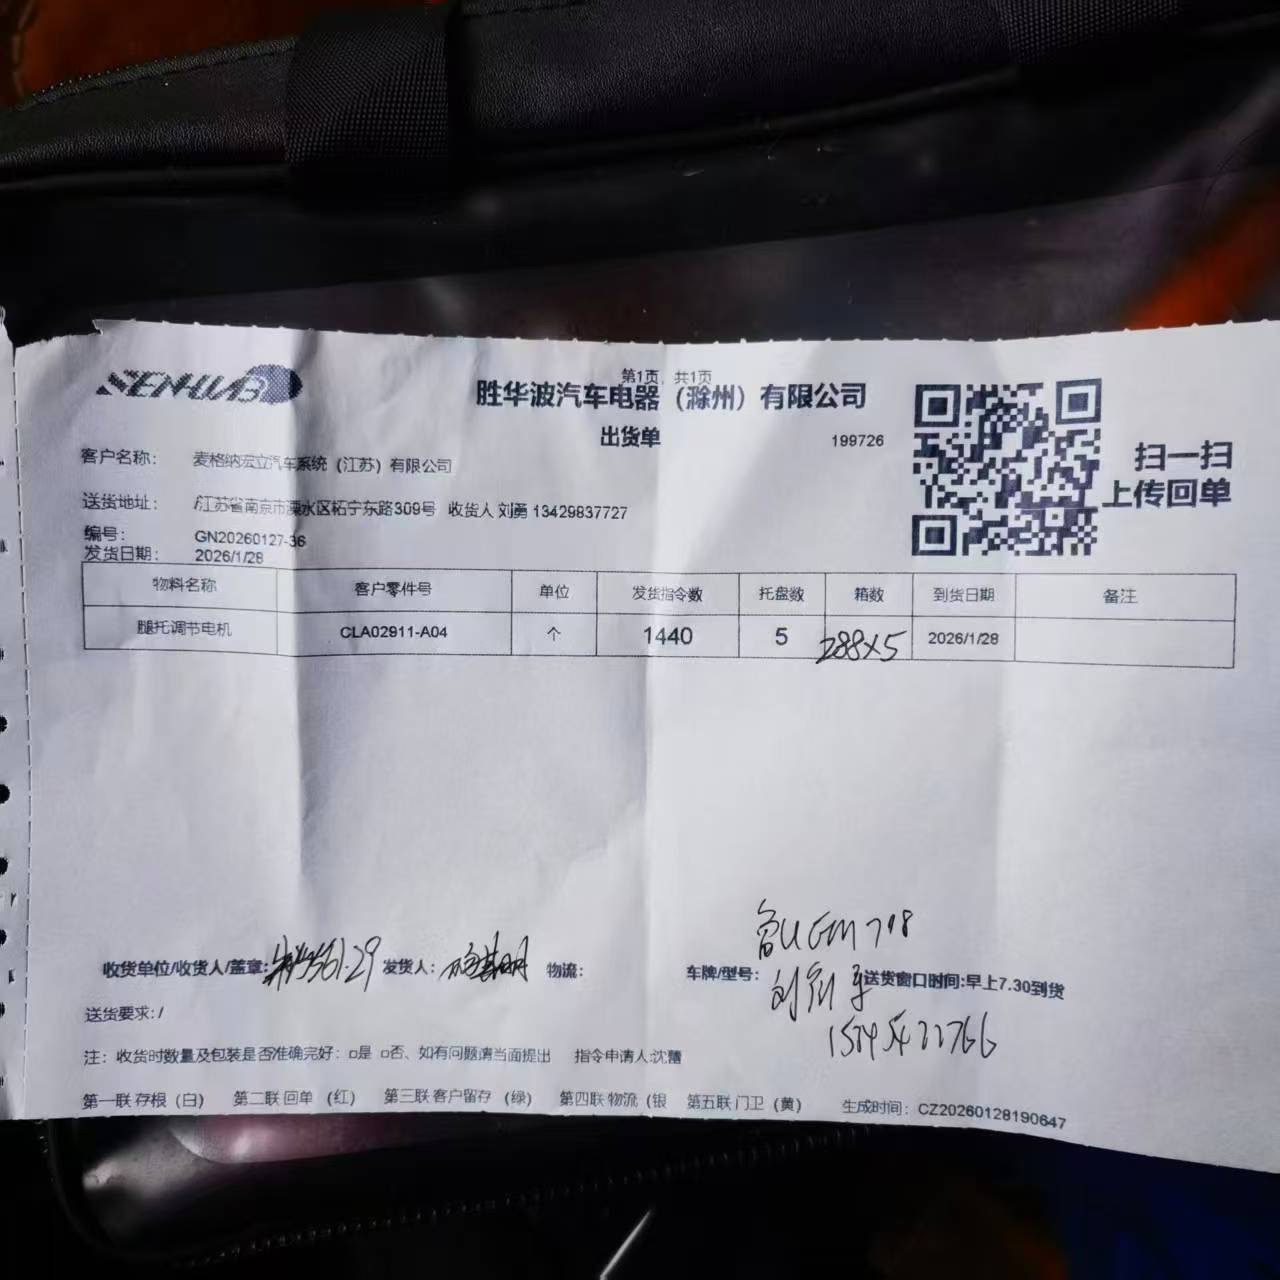 SENHUAB
第1页, 共1页
胜华波汽车电器（滁州）有限公司
出货单
199726
扫一扫
上传回单
客户名称： 麦格纳宏立汽车系统（江苏）有限公司
送货地址： /江苏省南京市溧水区柘宁东路309号 收货人 刘勇 13429837727
编号： GN20260127-36
发货日期： 2026/1/28
物料名称 客户零件号 单位 发货指令数 托盘数 箱数 到货日期 备注
腿托调节电机 CLA02911-A04 个 1440 5 288×5 2026/1/28
收货单位/收货人/盖章: 1.29 发货人： 明 物流：
车牌/型号： 送货窗口时间:早上7.30到货
送货要求: /
注：收货时数量及包装是否准确完好：□是 □否、如有问题请当面提出 指令申请人:沈蕾
第一联 存根（白） 第二联 回单 （红） 第三联 客户留存 （绿） 第四联 物流（银 第五联 门卫（黄） 生成时间：CZ20260128190647